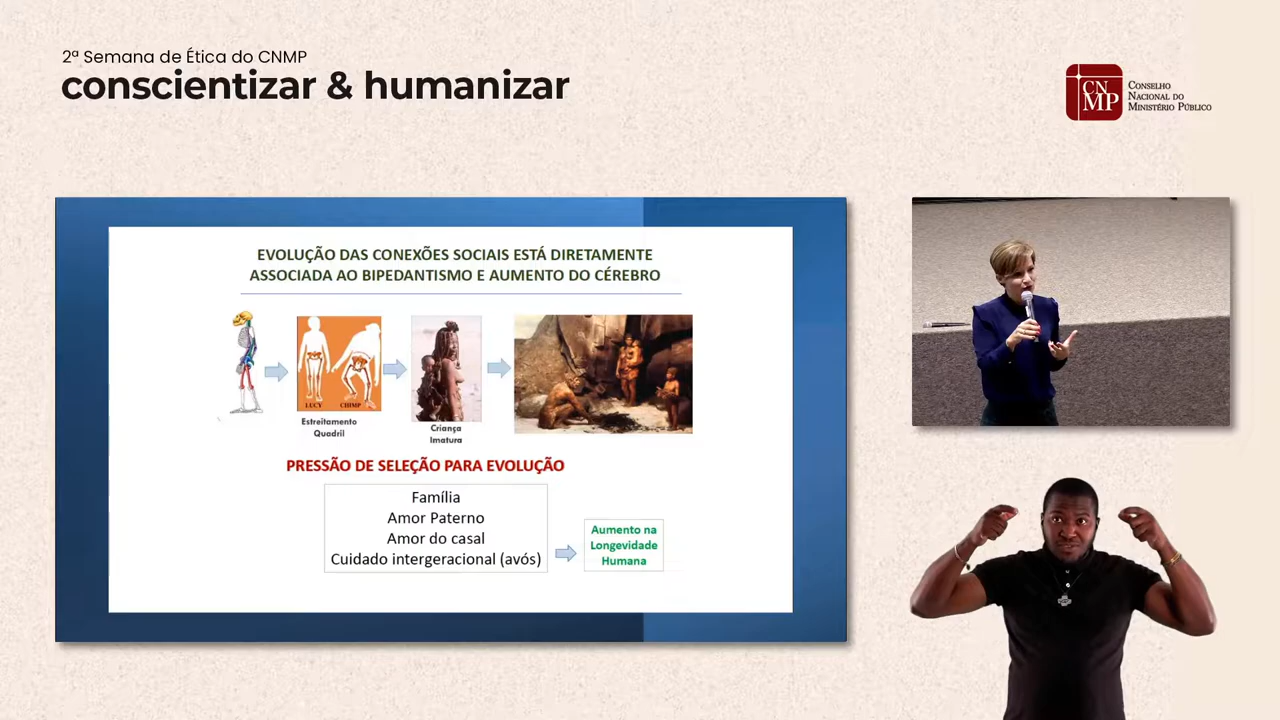 2ª Semana de Ética do CNMP
conscientizar & humanizar
CN
MP
CONSELHO
NACIONAL DO
MINISTÉRIO PÚBLICO
EVOLUÇÃO DAS CONEXÕES SOCIAIS ESTÁ DIRETAMENTE
ASSOCIADA AO BIPEDANTISMO E AUMENTO DO CÉREBRO
LUCY CHIMP
Estreitamento
Quadril
Criança
Imatura
PRESSÃO DE SELEÇÃO PARA EVOLUÇÃO
Família
Amor Paterno
Amor do casal
Cuidado intergeracional (avós)
Aumento na
Longevidade
Humana